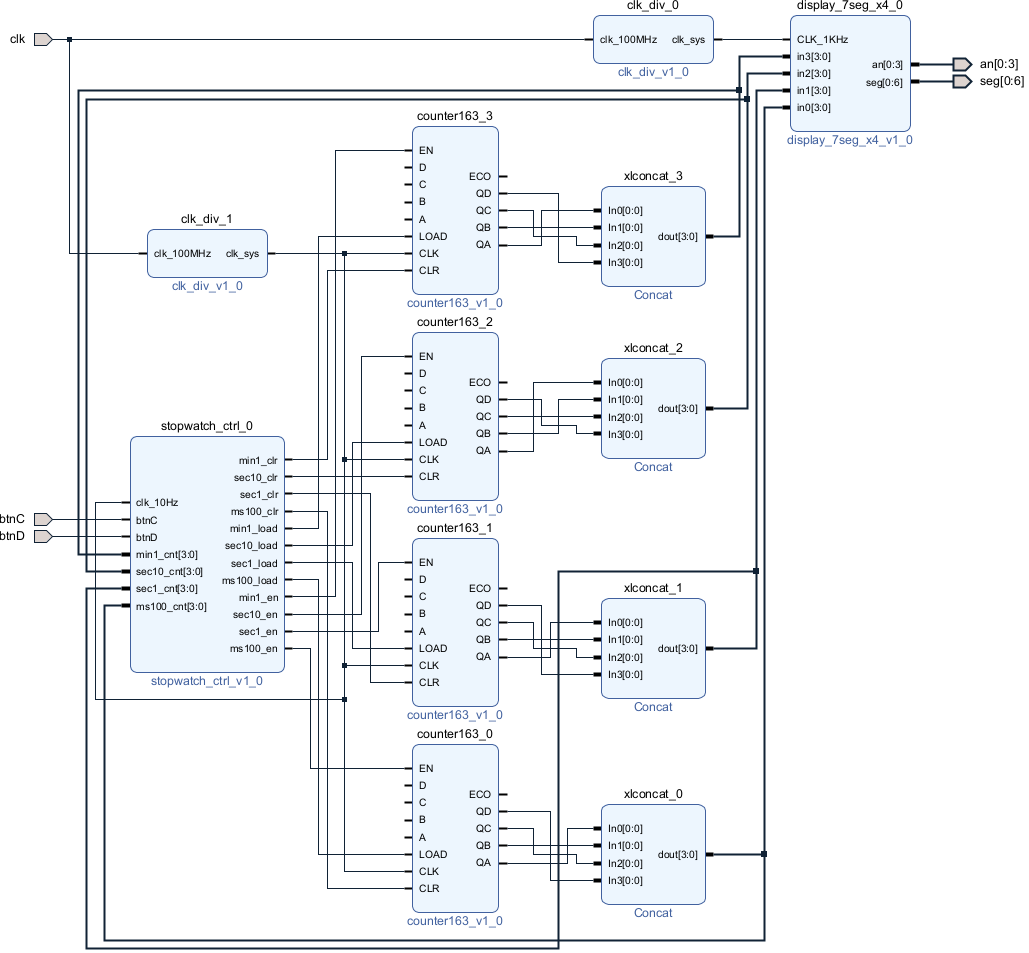 clk
clk_div_0
clk_100MHz clk_sys
clk_div_v1_0
display_7seg_x4_0
CLK_1KHz
in3[3:0]
in2[3:0]
in1[3:0]
in0[3:0]
an[0:3]
seg[0:6]
display_7seg_x4_v1_0
an[0:3]
seg[0:6]
counter163_3
EN
D
C
B
A
LOAD
CLK
CLR
ECO
QD
QC
QB
QA
counter163_v1_0
xlconcat_3
In0[0:0]
In1[0:0]
In2[0:0]
In3[0:0]
dout[3:0]
Concat
clk_div_1
clk_100MHz clk_sys
clk_div_v1_0
counter163_2
EN
D
C
B
A
LOAD
CLK
CLR
ECO
QD
QC
QB
QA
counter163_v1_0
xlconcat_2
In0[0:0]
In1[0:0]
In2[0:0]
In3[0:0]
dout[3:0]
Concat
btnC
btnD
stopwatch_ctrl_0
clk_10Hz
btnC
btnD
min1_cnt[3:0]
sec10_cnt[3:0]
sec1_cnt[3:0]
ms100_cnt[3:0]
min1_clr
sec10_clr
sec1_clr
ms100_clr
min1_load
sec10_load
sec1_load
ms100_load
min1_en
sec10_en
sec1_en
ms100_en
stopwatch_ctrl_v1_0
counter163_1
EN
D
C
B
A
LOAD
CLK
CLR
ECO
QD
QC
QB
QA
counter163_v1_0
xlconcat_1
In0[0:0]
In1[0:0]
In2[0:0]
In3[0:0]
dout[3:0]
Concat
counter163_0
EN
D
C
B
A
LOAD
CLK
CLR
ECO
QD
QC
QB
QA
counter163_v1_0
xlconcat_0
In0[0:0]
In1[0:0]
In2[0:0]
In3[0:0]
dout[3:0]
Concat